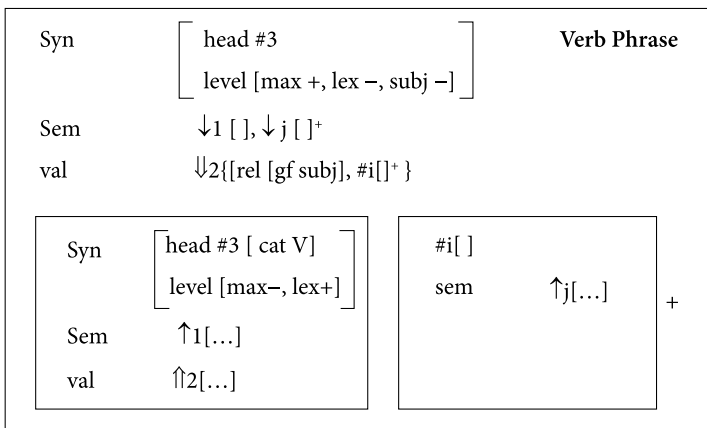 Syn head #3 Verb Phrase
level [max +, lex –, subj –]
Sem ↓1 [ ], ↓ j [ ]⁺
val ⇓2{[rel [gf subj], #i[]⁺ }
Syn head #3 [ cat V]
level [max–, lex+]
Sem ↑1[…]
val ⇑2[…]
#i[ ]
sem ↑j[…]
+